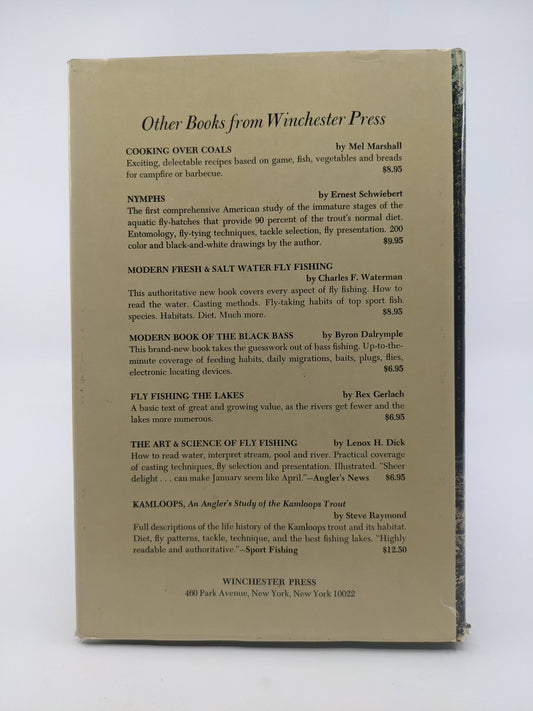 Other Books from Winchester Press
COOKING OVER COALS by Mel Marshall
Exciting, delectable recipes based on game, fish, vegetables and breads
for campfire or barbecue. $8.95
NYMPHS by Ernest Schwiebert
The first comprehensive American study of the immature stages of the
aquatic fly-hatches that provide 90 percent of the trout's normal diet.
Entomology, fly-tying techniques, tackle selection, fly presentation. 200
color and black-and-white drawings by the author. $9.95
MODERN FRESH & SALT WATER FLY FISHING
by Charles F. Waterman
This authoritative new book covers every aspect of fly fishing. How to
read the water. Casting methods. Fly-taking habits of top sport fish
species. Habitats. Diet. Much more. $8.95
MODERN BOOK OF THE BLACK BASS by Byron Dalrymple
This brand-new book takes the guesswork out of bass fishing. Up-to-the-
minute coverage of feeding habits, daily migrations, baits, plugs, flies,
electronic locating devices. $6.95
FLY FISHING THE LAKES by Rex Gerlach
A basic text of great and growing value, as the rivers get fewer and the
lakes more numerous. $6.95
THE ART & SCIENCE OF FLY FISHING by Lenox H. Dick
How to read water, interpret stream, pool and river. Practical coverage
of casting techniques, fly selection and presentation. Illustrated. "Sheer
delight . . . can make January seem like April."—Angler's News $6.95
KAMLOOPS, An Angler's Study of the Kamloops Trout
by Steve Raymond
Full descriptions of the life history of the Kamloops trout and its habitat.
Diet, fly patterns, tackle, technique, and the best fishing lakes. "Highly
readable and authoritative."—Sport Fishing $12.50
WINCHESTER PRESS
460 Park Avenue, New York, New York 10022